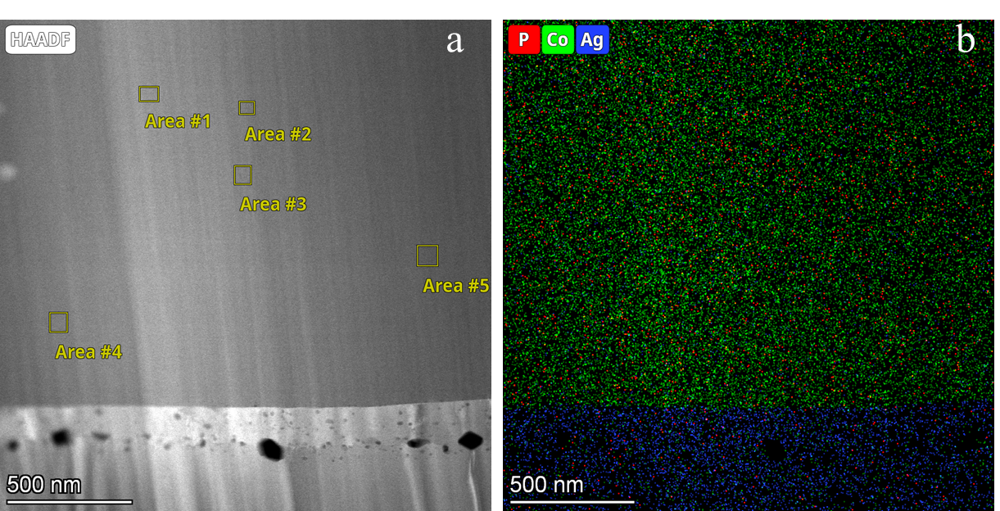 HAADF
a
Area #1
Area #2
Area #3
Area #5
Area #4
500 nm
P Co Ag
b
500 nm